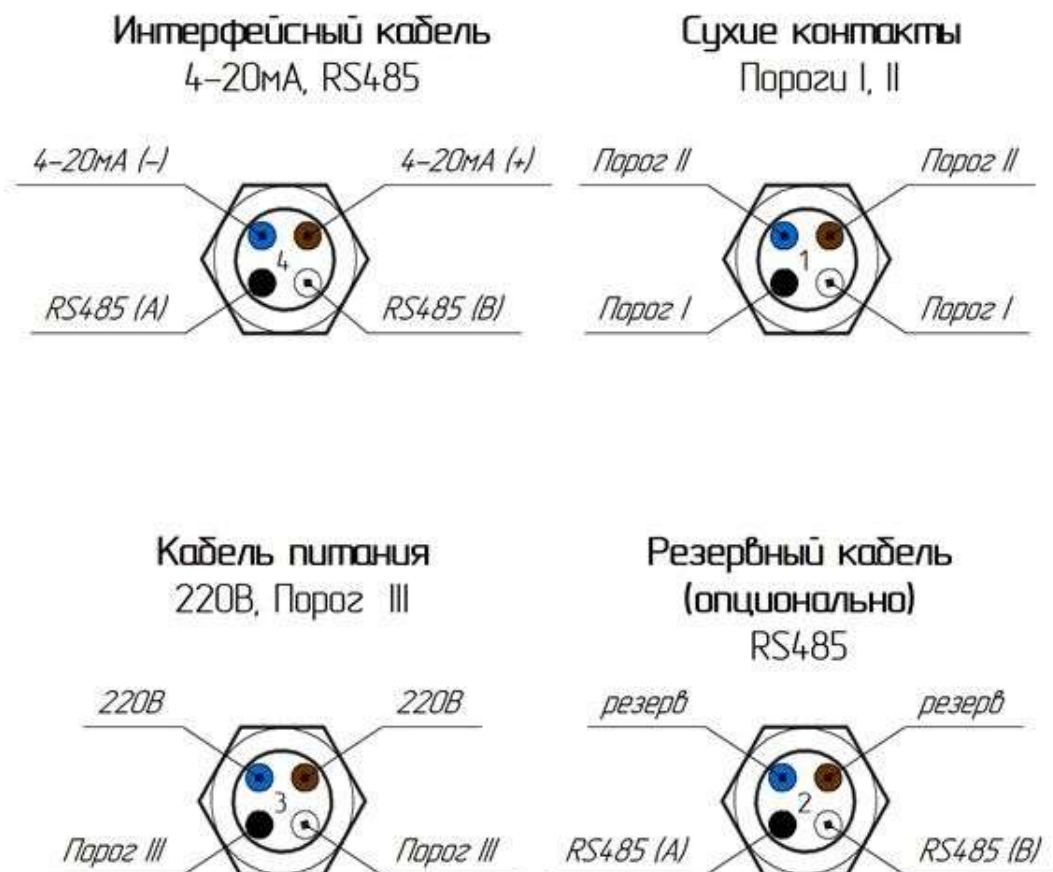 Интерфейсный кабель
4-20мА, RS485
4-20мА (-)
4-20мА (+)
4
RS485 (A)
RS485 (B)
Сухие контакты
Пороги I, II
Порог II
Порог II
1
Порог I
Порог I
Кабель питания
220В, Порог III
220В
220В
3
Порог III
Порог III
Резервный кабель
(опционально)
RS485
резерв
резерв
2
RS485 (A)
RS485 (B)